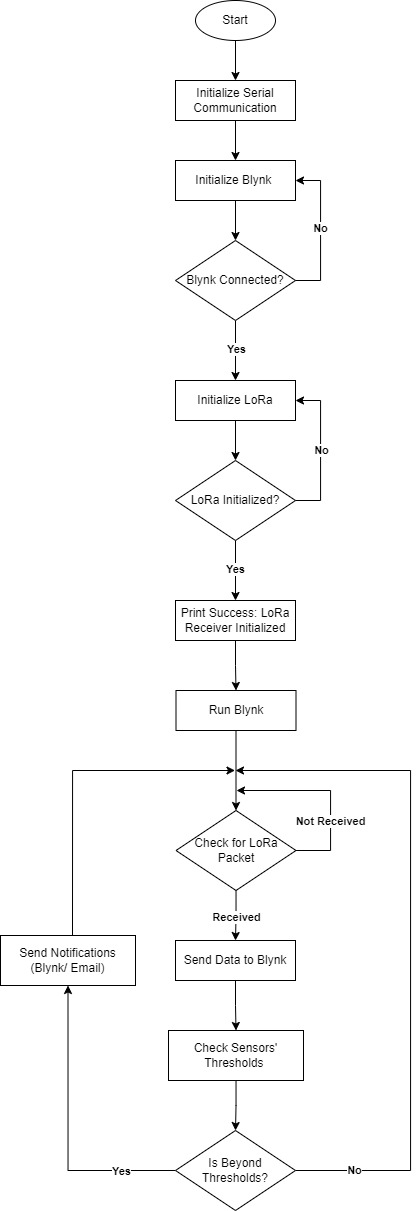 Start
Initialize Serial
Communication
Initialize Blynk
No
Blynk Connected?
Yes
Initialize LoRa
No
LoRa Initialized?
Yes
Print Success: LoRa
Receiver Initialized
Run Blynk
Not Received
Check for LoRa
Packet
Received
Send Notifications
(Blynk/ Email)
Send Data to Blynk
Check Sensors'
Thresholds
Yes
Is Beyond
Thresholds?
No